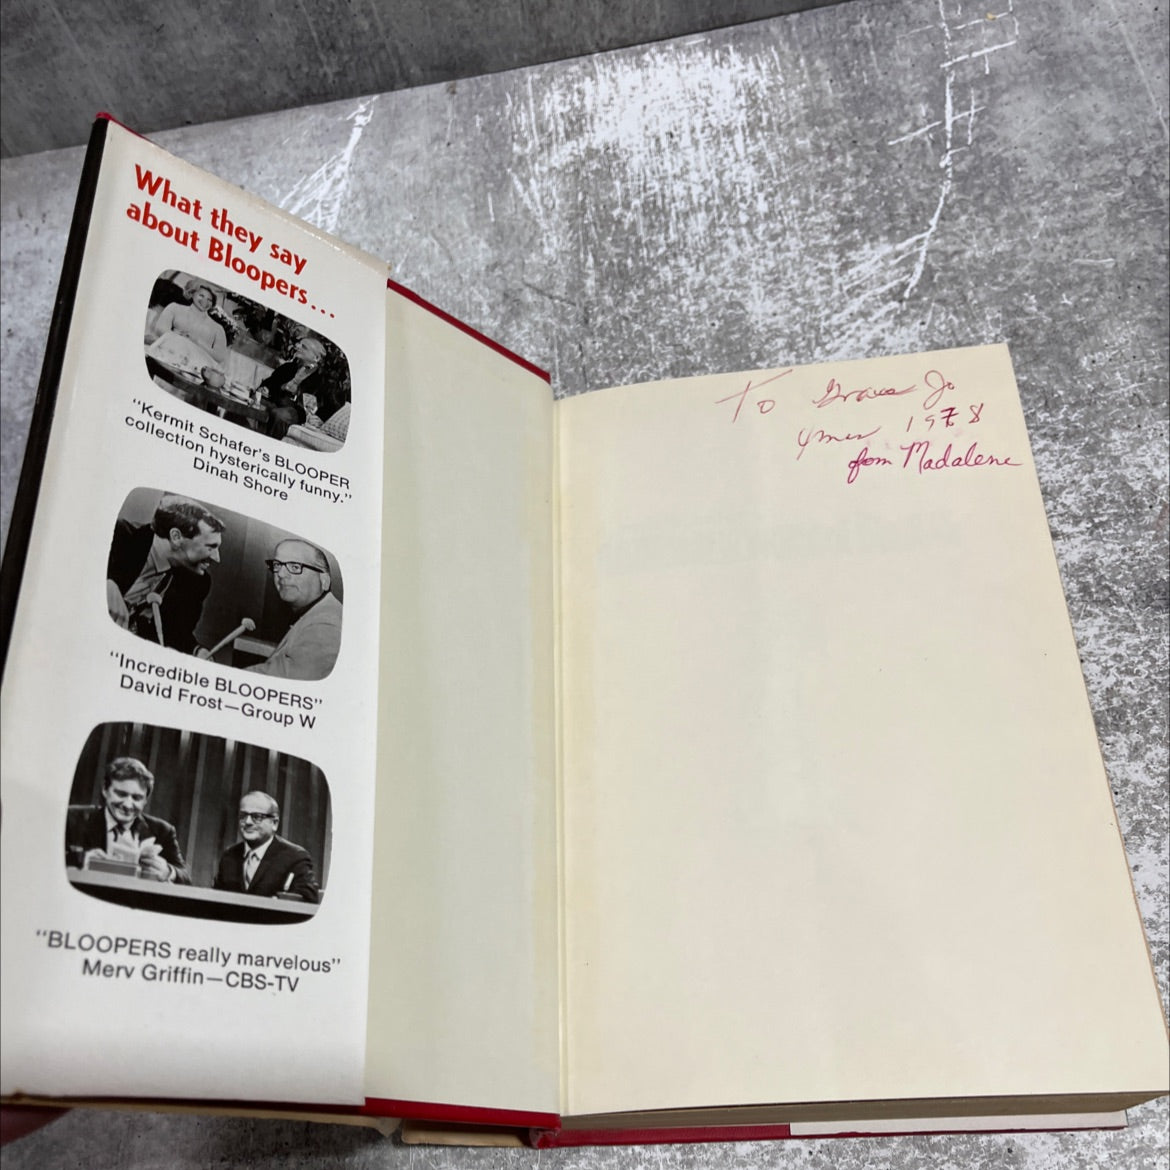 What they say
about Bloopers...
“Kermit Schafer's BLOOPER
collection hysterically funny.”
Dinah Shore
“Incredible BLOOPERS”
David Frost—Group W
“BLOOPERS really marvelous”
Merv Griffin—CBS-TV
To Jo
1978
from Madalene